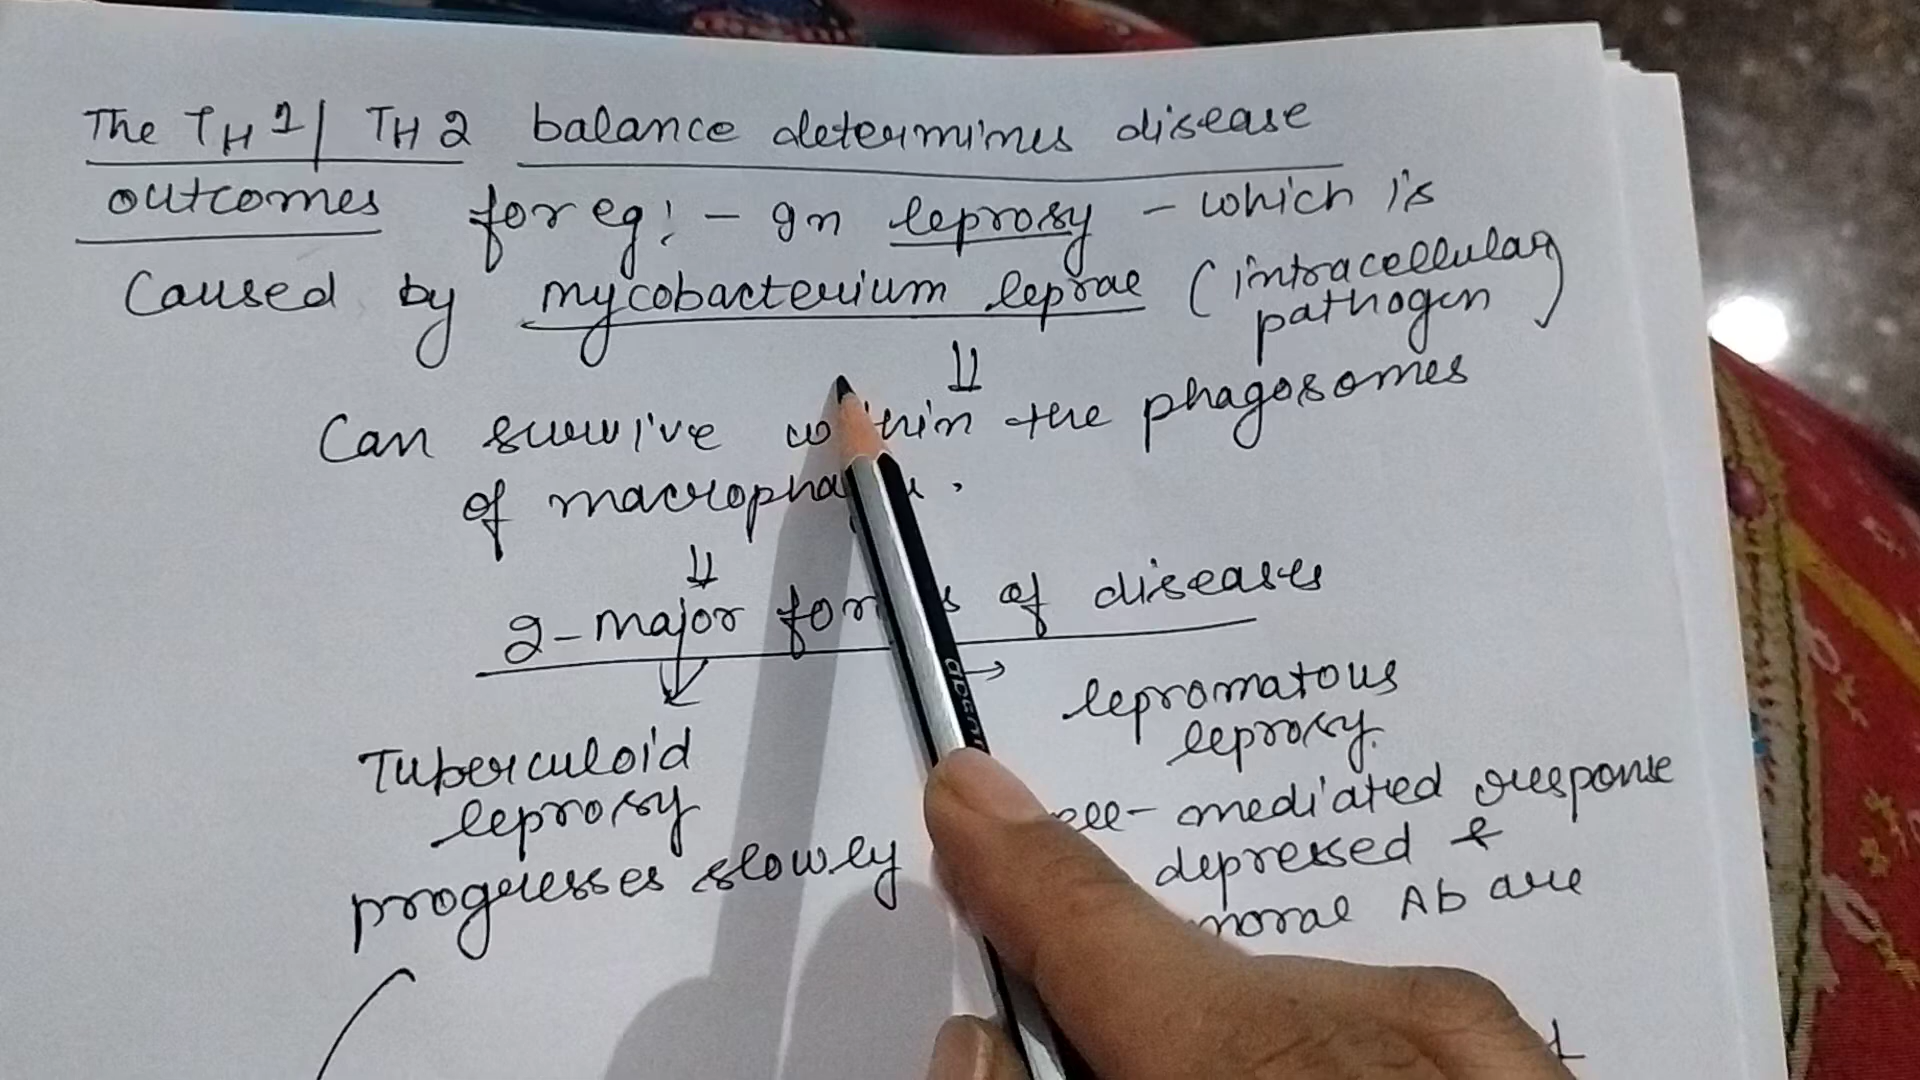 The TH1/ TH2 balance determines disease
outcomes for eg! - In leprosy - which is
Caused by mycobacterium leprae (intracellular
pathogen)
Can survive within the phagosomes
of
2-major forms of diseases
Tuberculoid
leprosy
progresses slowly
lepromatous
leprosy.
mediated response
depressed &
Ab are